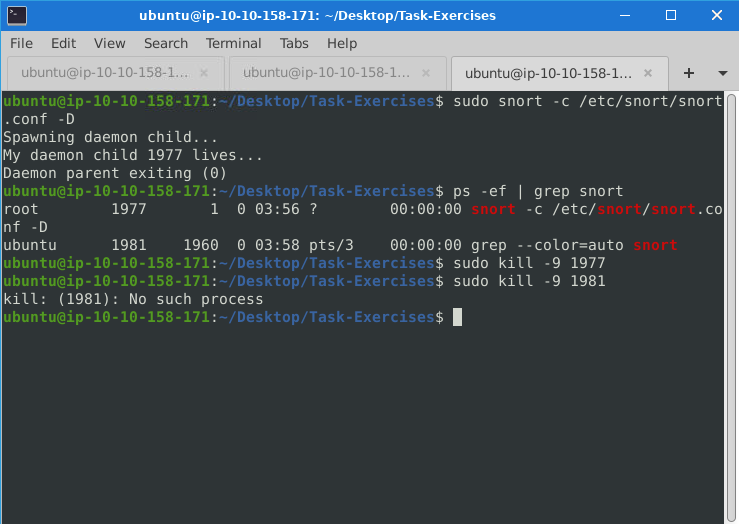 ubuntu@ip-10-10-158-171: ~/Desktop/Task-Exercises
File Edit View Search Terminal Tabs Help
ubuntu@ip-10-10-158-1... ubuntu@ip-10-10-158-1... ubuntu@ip-10-10-158-1...
ubuntu@ip-10-10-158-171:~/Desktop/Task-Exercises$ sudo snort -c /etc/snort/snort
.conf -D
Spawning daemon child...
My daemon child 1977 lives...
Daemon parent exiting (0)
ubuntu@ip-10-10-158-171:~/Desktop/Task-Exercises$ ps -ef | grep snort
root        1977       1  0 03:56 ?        00:00:00 snort -c /etc/snort/snort.co
nf -D
ubuntu      1981    1960  0 03:58 pts/3    00:00:00 grep --color=auto snort
ubuntu@ip-10-10-158-171:~/Desktop/Task-Exercises$ sudo kill -9 1977
ubuntu@ip-10-10-158-171:~/Desktop/Task-Exercises$ sudo kill -9 1981
kill: (1981): No such process
ubuntu@ip-10-10-158-171:~/Desktop/Task-Exercises$